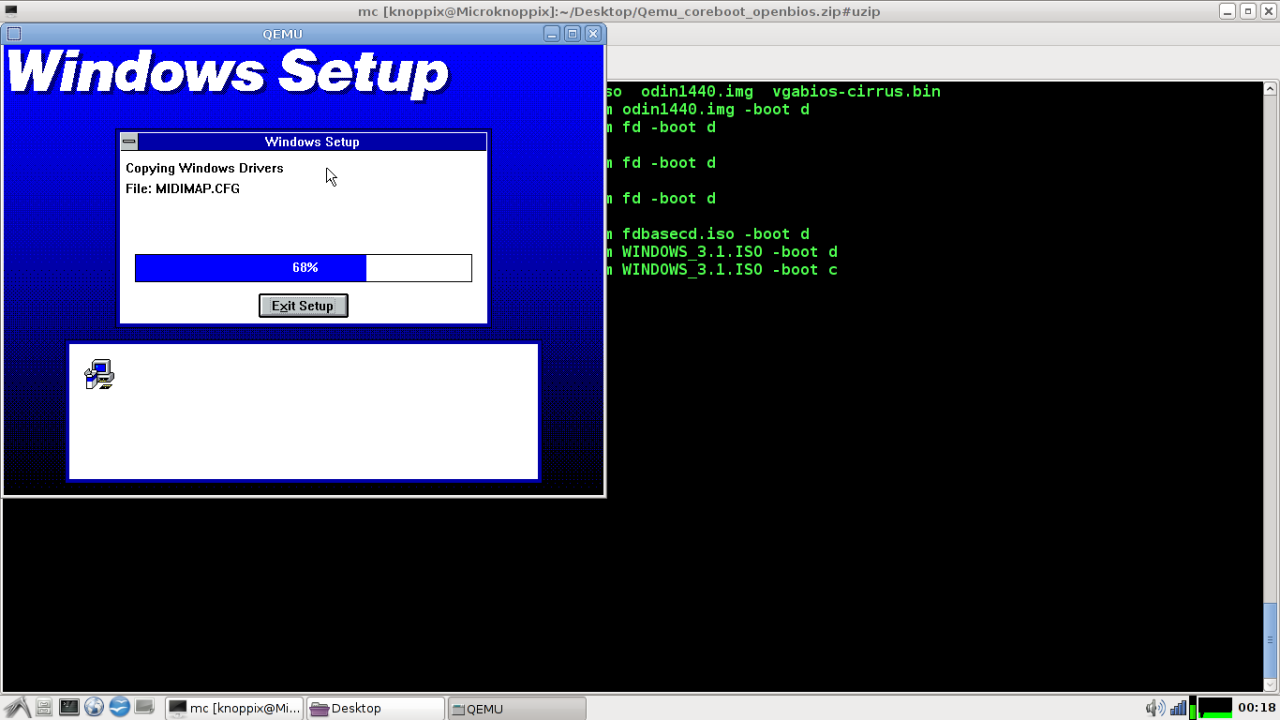 mc [knoppix@Microknoppix]:~/Desktop/Qemu_coreboot_openbios.zip#uzip
QEMU
Windows Setup
Windows Setup
Copying Windows Drivers
File: MIDIMAP.CFG
68%
Exit Setup
so odin1440.img vgabios-cirrus.bin
m odin1440.img -boot d
m fd -boot d
m fd -boot d
m fd -boot d
m fdbasecd.iso -boot d
m WINDOWS_3.1.ISO -boot d
m WINDOWS_3.1.ISO -boot c
mc [knoppix@Mi... Desktop QEMU 00:18